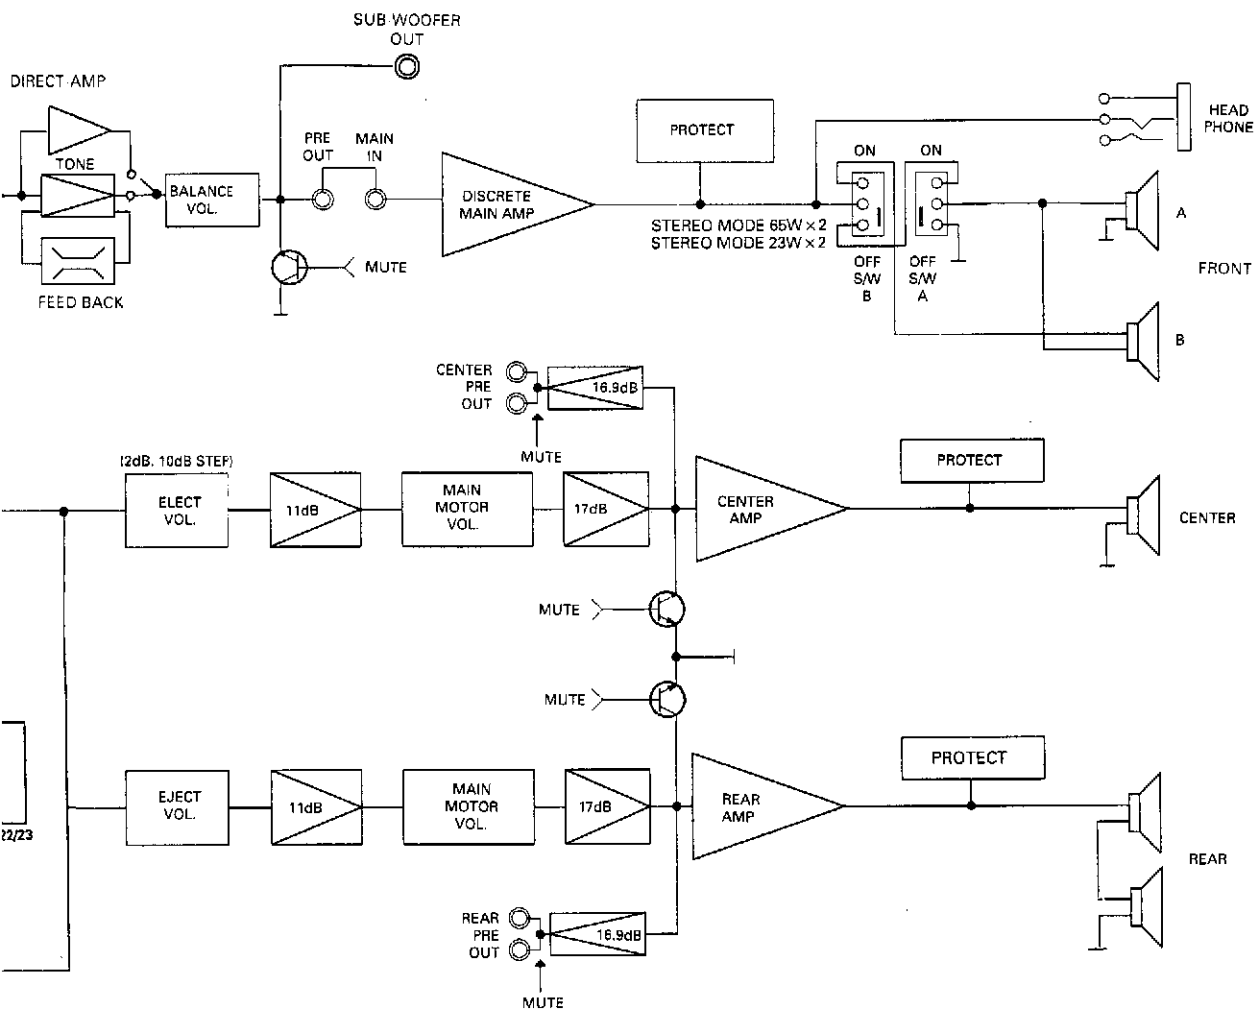 SUB-WOOFER
OUT
DIRECT AMP
TONE
BALANCE
VOL.
FEED BACK
PRE
OUT
MAIN
IN
MUTE
DISCRETE
MAIN AMP
PROTECT
STEREO MODE 65W × 2
STEREO MODE 23W × 2
ON
ON
OFF
S/W
B
OFF
S/W
A
HEAD
PHONE
A
FRONT
B
CENTER
PRE
OUT
16.9dB
MUTE
(2dB. 10dB STEP)
ELECT
VOL.
11dB
MAIN
MOTOR
VOL.
17dB
CENTER
AMP
PROTECT
CENTER
MUTE
MUTE
22/23
EJECT
VOL.
11dB
MAIN
MOTOR
VOL.
17dB
REAR
AMP
PROTECT
REAR
REAR
PRE
OUT
16.9dB
MUTE